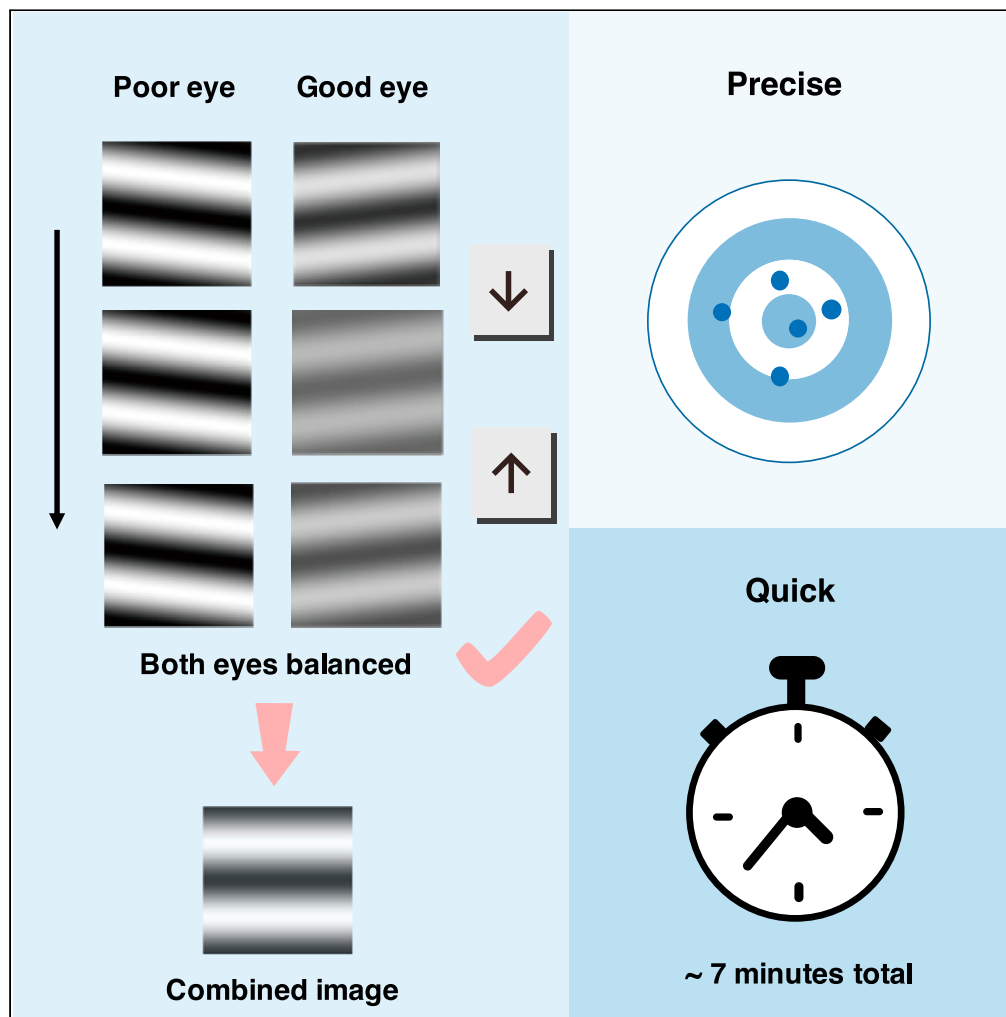 Poor eye
Good eye
Both eyes balanced
Combined image
Precise
Quick
~ 7 minutes total